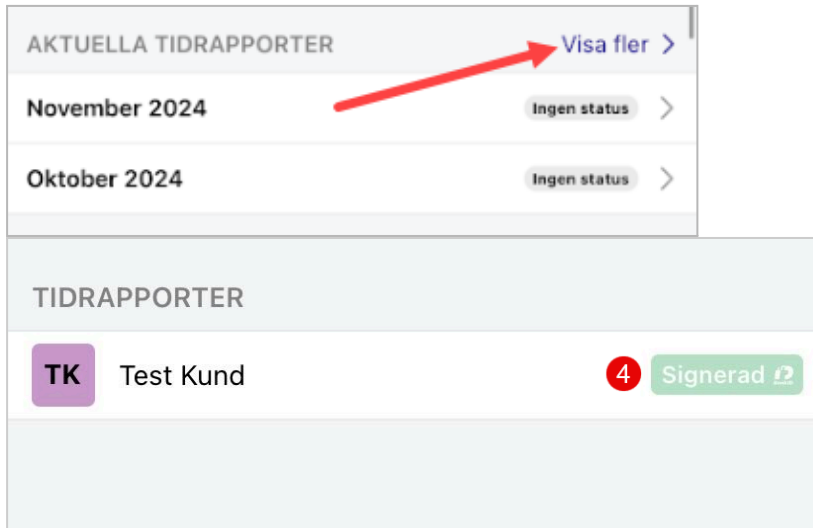 AKTUELLA TIDRAPPORTER Visa fler
November 2024 Ingen status
Oktober 2024 Ingen status
TIDRAPPORTER
TK Test Kund 4 Signerad